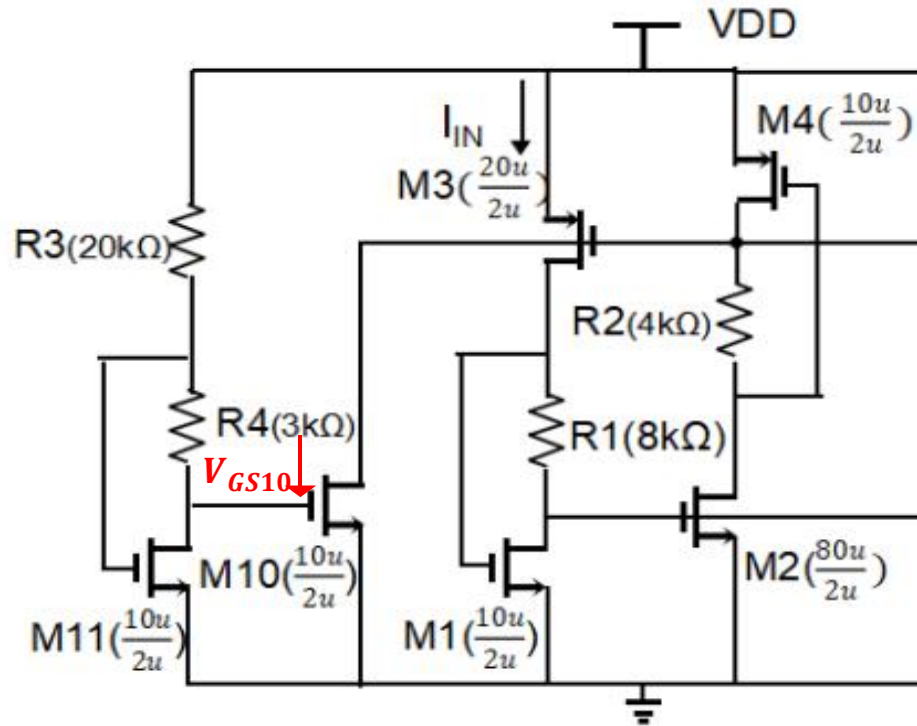 VDD
I_IN
M4(10u/2u)
M3(20u/2u)
R3(20kΩ)
R2(4kΩ)
R4(3kΩ)
R1(8kΩ)
V_GS10
M10(10u/2u)
M2(80u/2u)
M11(10u/2u)
M1(10u/2u)